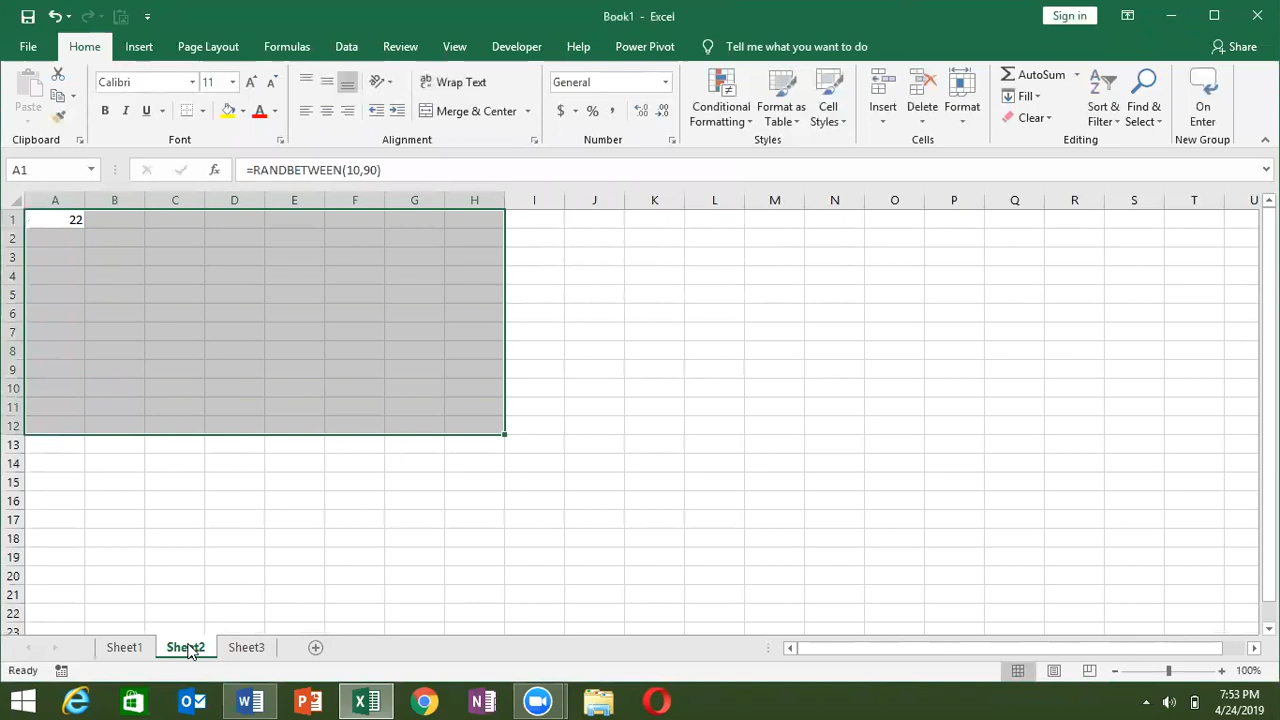 Book1 - Excel
Sign in
File Home Insert Page Layout Formulas Data Review View Developer Help Power Pivot Tell me what you want to do Share
Paste
Calibri 11
B I U
Wrap Text
Merge & Center
General
$ % ,
Conditional Formatting
Format as Table
Cell Styles
Insert
Delete
Format
AutoSum
Fill
Clear
Sort & Filter
Find & Select
On Enter
Clipboard Font Alignment Number Styles Cells Editing New Group
A1 fx =RANDBETWEEN(10,90)
A B C D E F G H I J K L M N O P Q R S T U
1 22
2
3
4
5
6
7
8
9
10
11
12
13
14
15
16
17
18
19
20
21
22
23
Sheet1 Sheet2 Sheet3
Ready 100%
7:53 PM
4/24/2019